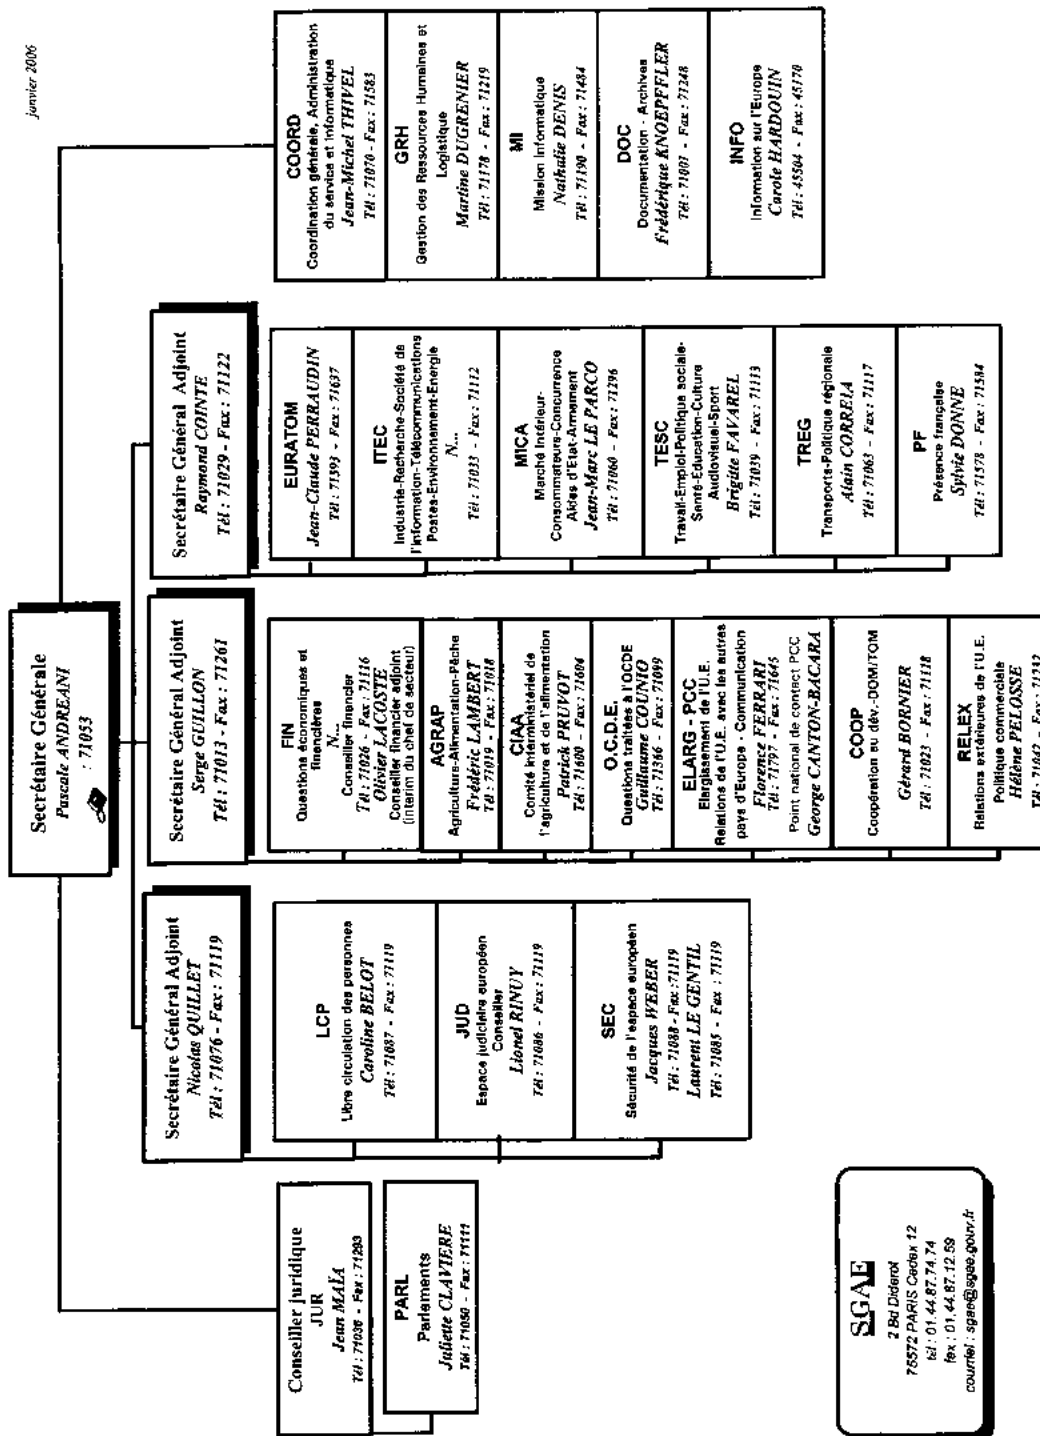 janvier 2006
Secrétaire Générale
Pascale ANDREANI
: 71053
Conseiller juridique
JUR
Jean MAÏA
Tél : 71036 - Fax : 71293
PARL
Parlements
Juliette CLAVIERE
Tél : 71050 - Fax : 71111
Secrétaire Général Adjoint
Nicolas QUILLET
Tél : 71076 - Fax : 71119
LCP
Libre circulation des personnes
Caroline BELOT
Tél : 71087 - Fax : 71119
JUD
Espace judiciaire européen
Conseiller
Lionel RINUY
Tél : 71086 - Fax : 71119
SEC
Sécurité de l'espace européen
Jacques WEBER
Tél : 71088 - Fax : 71119
Laurent LE GENTIL
Tél : 71085 - Fax : 71119
Secrétaire Général Adjoint
Serge GUILLON
Tél : 71013 - Fax : 71261
FIN
Questions économiques et
financières
N...
Conseiller financier
Tél : 71026 - Fax : 71116
Olivier LACOSTE
Conseiller financier adjoint
(intérim du chef de secteur)
AGRAP
Agriculture-Alimentation-Pêche
Frédéric LAMBERT
Tél : 71019 - Fax : 71018
CIAA
Comité interministériel de
l'agriculture et de l'alimentation
Patrick PRUVOT
Tél : 71600 - Fax : 71604
O.C.D.E.
Questions traitées à l'OCDE
Guillaume COUNIO
Tél : 71366 - Fax : 71099
ELARG - PCC
Elargissement de l'U.E.
Relations de l'U.E. avec les autres
pays d'Europe - Communication
Florence FERRARI
Tél : 71797 - Fax : 71645
Point national de contact PCC
George CANTON-BACARA
COOP
Coopération au dév.-DOM/TOM
Gérard BORNIER
Tél : 71023 - Fax : 71118
RELEX
Relations extérieures de l'U.E.
Politique commerciale
Hélène PELOSSE
Tél : 71042 - Fax : 71232
Secrétaire Général Adjoint
Raymond COINTE
Tél : 71029 - Fax : 71122
EURATOM
Jean-Claude PERRAUDIN
Tél : 71593 - Fax : 71637
ITEC
Industrie-Recherche-Société de
l'information-Télécommunications
Postes-Environnement-Energie
N...
Tél : 71033 - Fax : 71112
MICA
Marché Intérieur-
Consommateurs-Concurrence
Aides d'Etat-Armement
Jean-Marc LE PARCO
Tél : 71060 - Fax : 71296
TESC
Travail-Emploi-Politique sociale-
Santé-Education-Culture
Audiovisuel-Sport
Brigitte FAVAREL
Tél : 71039 - Fax : 71113
TREG
Transports-Politique régionale
Alain CORREIA
Tél : 71063 - Fax : 71117
PF
Présence française
Sylvie DONNE
Tél : 71578 - Fax : 71584
COORD
Coordination générale, Administration
du service et Informatique
Jean-Michel THIVEL
Tél : 71070 - Fax : 71583
GRH
Gestion des Ressources Humaines et
Logistique
Martine DUGRENIER
Tél : 71178 - Fax : 71219
MI
Mission Informatique
Nathalie DENIS
Tél : 71190 - Fax : 71484
DOC
Documentation - Archives
Frédérique KNOEPFFLER
Tél : 71007 - Fax : 71248
INFO
Information sur l'Europe
Carole HARDOUIN
Tél : 45504 - Fax : 45170
SGAE
2 Bd Diderot
75572 PARIS Cedex 12
tél : 01.44.87.74.74
fax : 01.44.87.12.59
courriel : sgae@sgae.gouv.fr